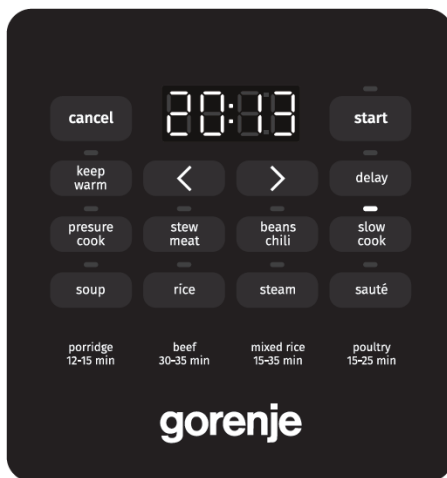 20:13
cancel
start
keep
warm
<
>
delay
presure
cook
stew
meat
beans
chili
slow
cook
soup
rice
steam
sauté
porridge
12-15 min
beef
30-35 min
mixed rice
15-35 min
poultry
15-25 min
gorenje